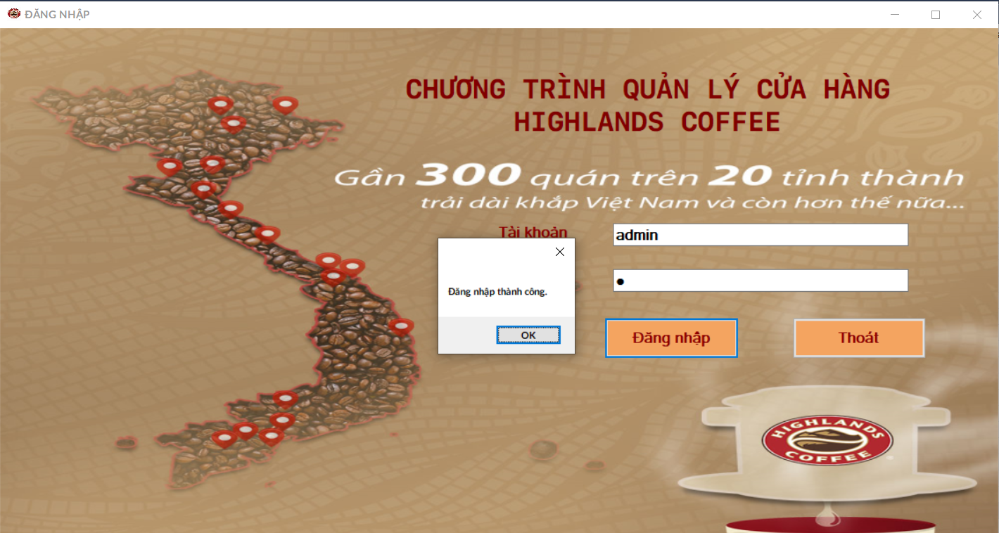 ĐĂNG NHẬP
CHƯƠNG TRÌNH QUẢN LÝ CỬA HÀNG
HIGHLANDS COFFEE
Gần 300 quán trên 20 tỉnh thành
trải dài khắp Việt Nam và còn hơn thế nữa...
Tài khoản
admin
Đăng nhập thành công.
OK
Đăng nhập
Thoát
HIGHLANDS
COFFEE